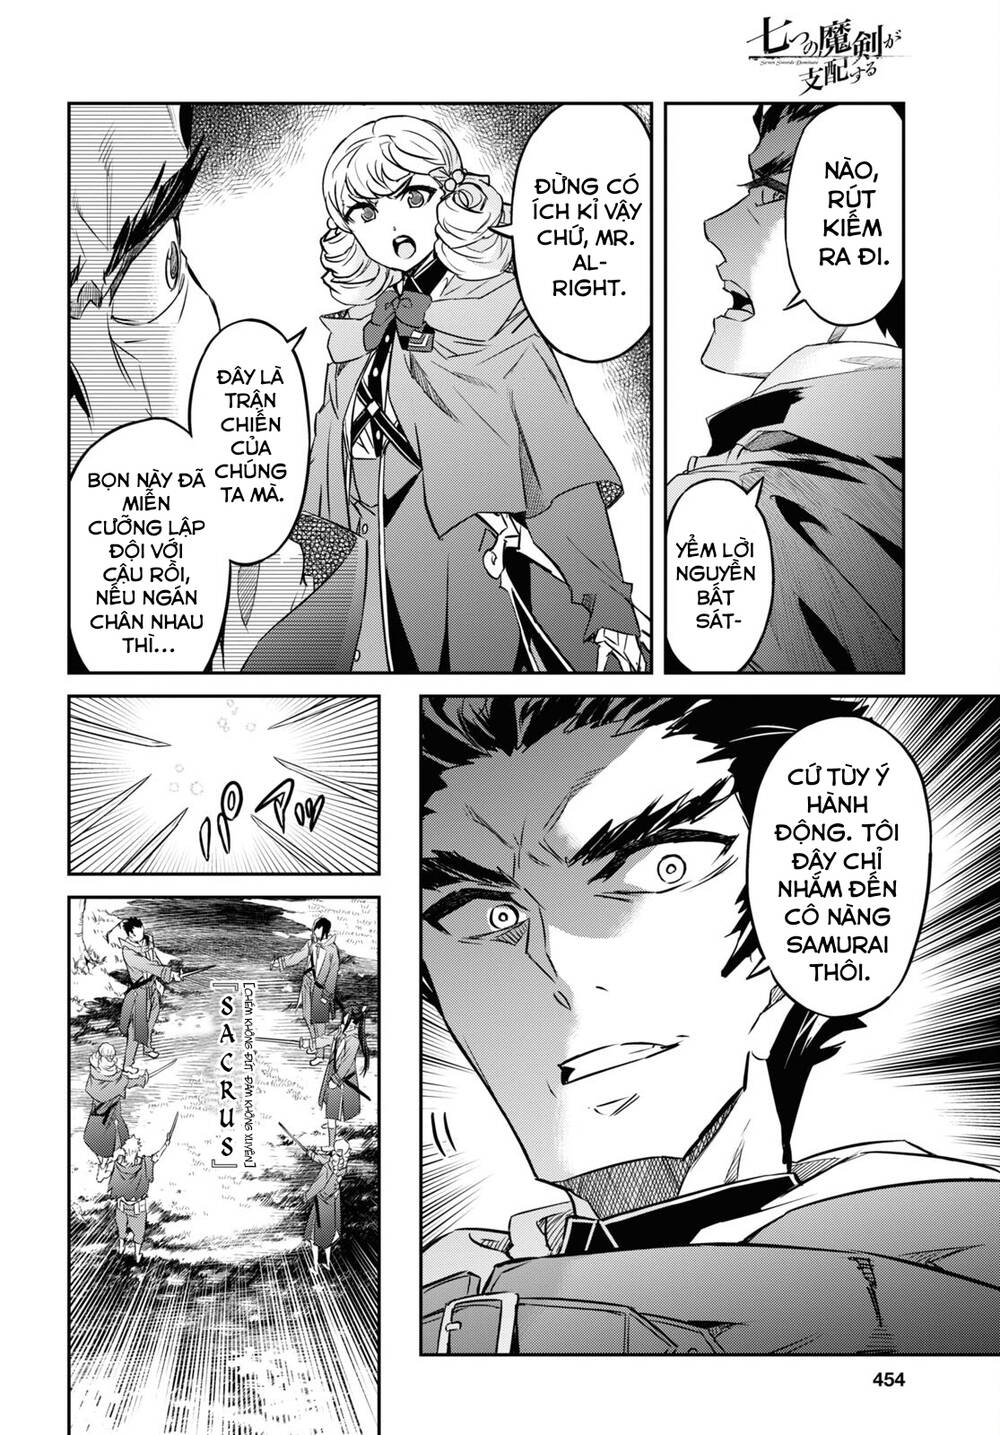 七つの魔剣が
Seven Swords Dominate
支配する
NÀO,
RÚT
KIẾM
RA ĐI.
YỂM LỜI
NGUYỀN
BẤT
SÁT-
ĐỪNG CÓ
ÍCH KỈ VẬY
CHỨ, MR.
AL-
RIGHT.
ĐÂY LÀ
TRẬN
CHIẾN
CỦA
CHÚNG
TA MÀ.
BỌN NÀY ĐÃ
MIỄN
CƯỠNG LẬP
ĐỘI VỚI
CẬU RỒI,
NẾU NGÁN
CHÂN NHAU
THÌ...
CỨ TÙY Ý
HÀNH
ĐỘNG. TÔI
ĐÂY CHỈ
NHẮM ĐẾN
CÔ NÀNG
SAMURAI
THÔI.
パアッ
[CHÉM KHÔNG ĐỨT ĐÂM KHÔNG XUYÊN]
『SACRUS』
454